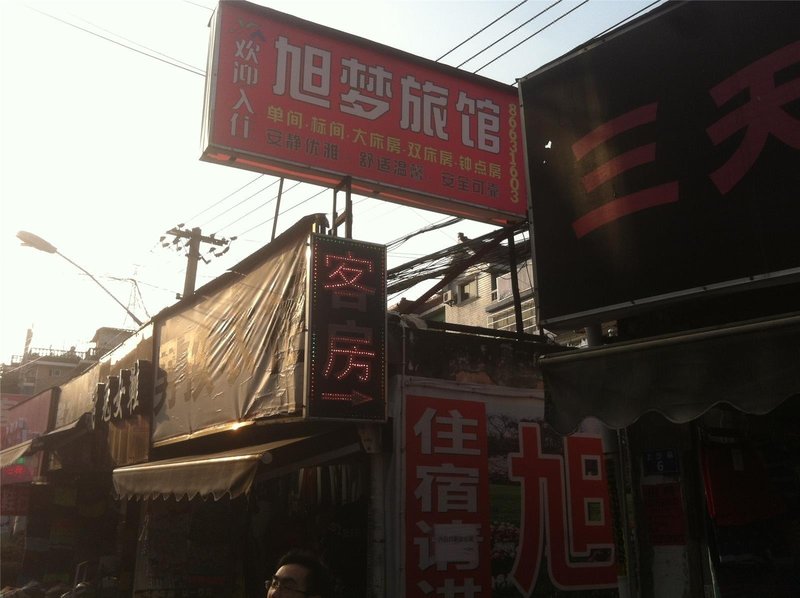 欢迎入住
旭梦旅馆
单间·标间·大床房·双床房·钟点房
安静优雅 舒适温馨 安全可靠
86631603
三天
客房
住宿请进
旭
6